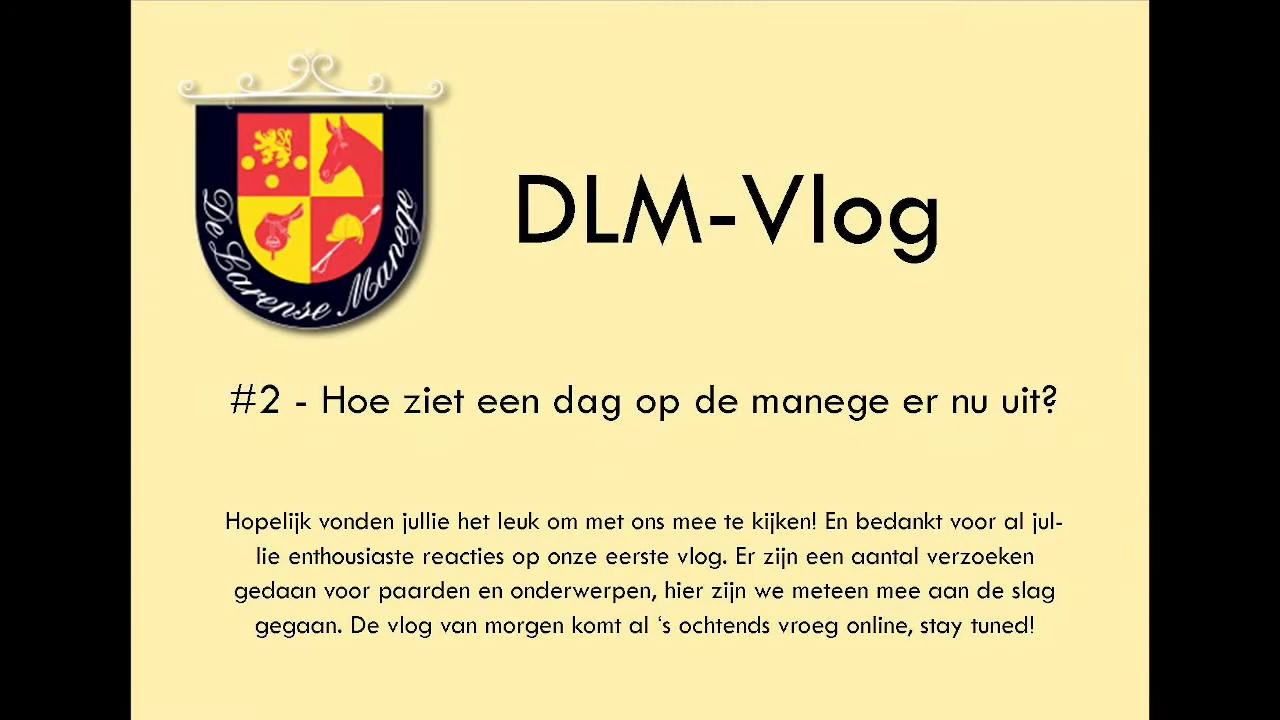 De Larense Manege
DLM-Vlog
#2 - Hoe ziet een dag op de manege er nu uit?
Hopelijk vonden jullie het leuk om met ons mee te kijken! En bedankt voor al jul-
lie enthousiaste reacties op onze eerste vlog. Er zijn een aantal verzoeken
gedaan voor paarden en onderwerpen, hier zijn we meteen mee aan de slag
gegaan. De vlog van morgen komt al ‘s ochtends vroeg online, stay tuned!